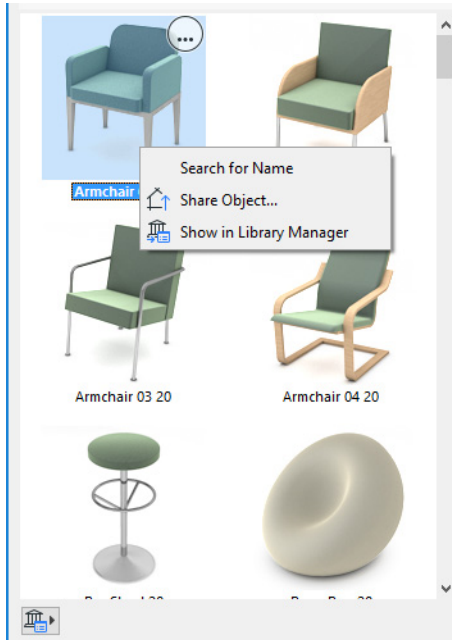 ...
Armchair
Search for Name
Share Object...
Show in Library Manager
Armchair 03 20
Armchair 04 20